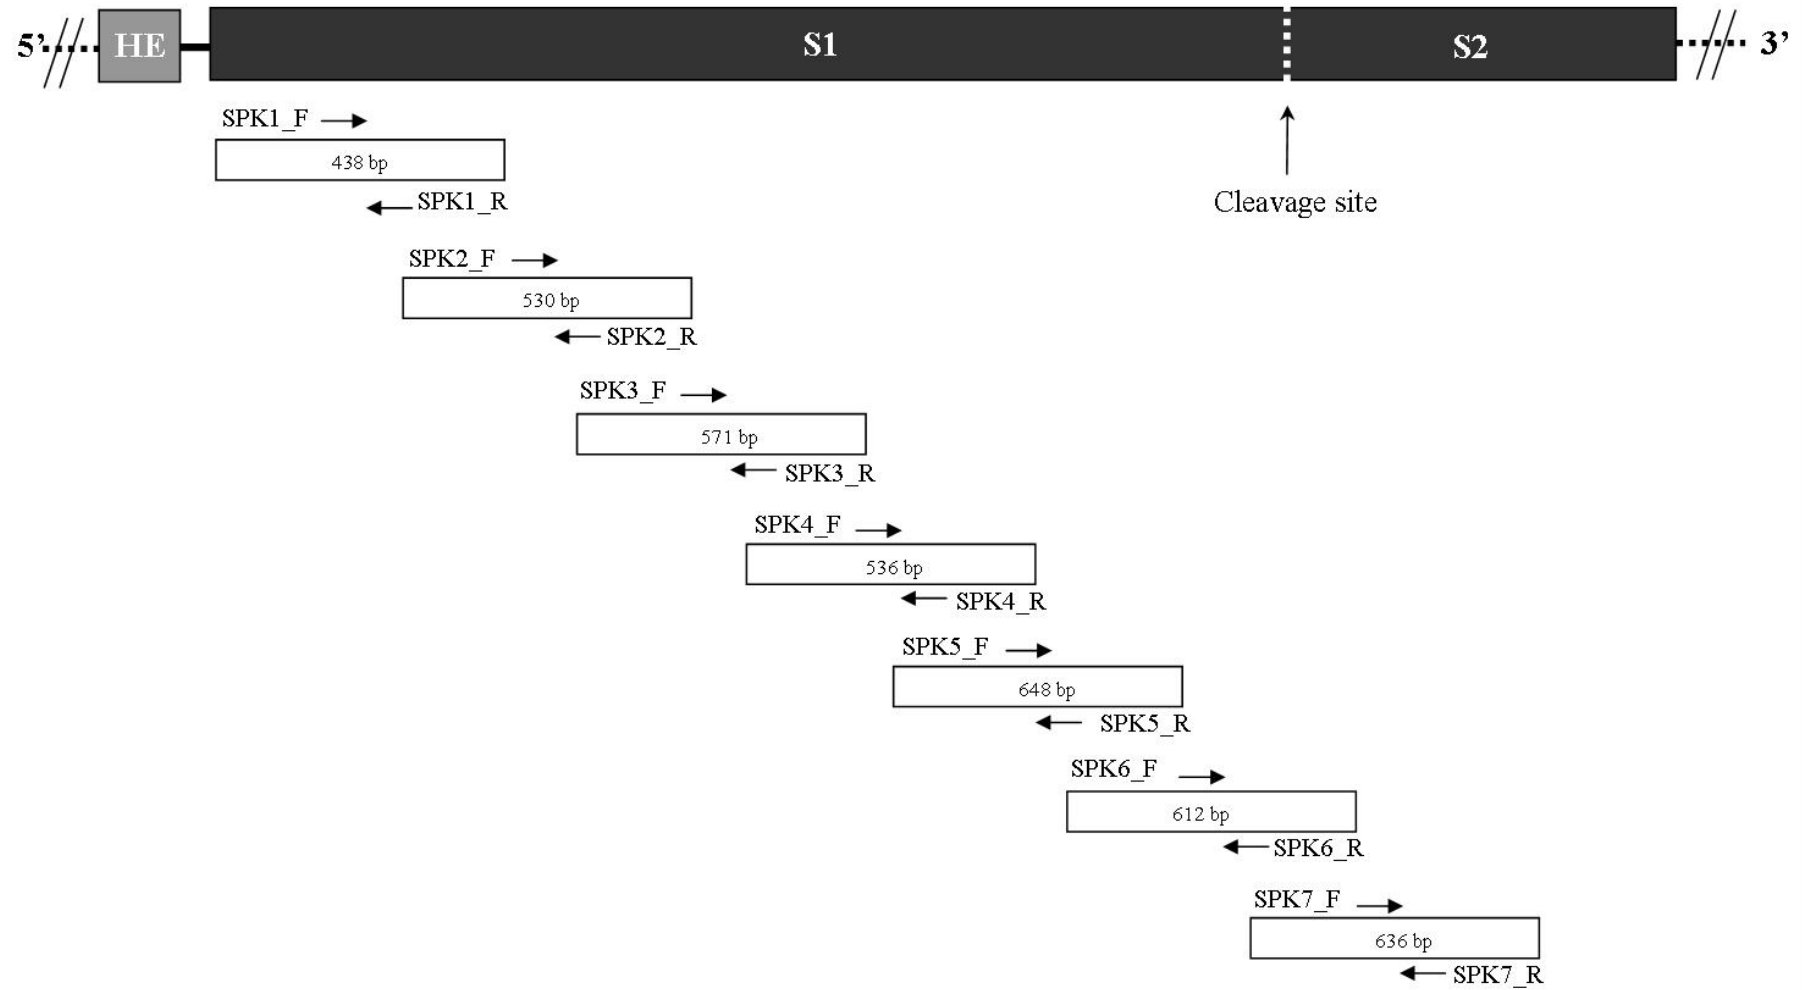 5’ HE S1 S2 3’
SPK1_F
438 bp
SPK1_R
Cleavage site
SPK2_F
530 bp
SPK2_R
SPK3_F
571 bp
SPK3_R
SPK4_F
536 bp
SPK4_R
SPK5_F
648 bp
SPK5_R
SPK6_F
612 bp
SPK6_R
SPK7_F
636 bp
SPK7_R